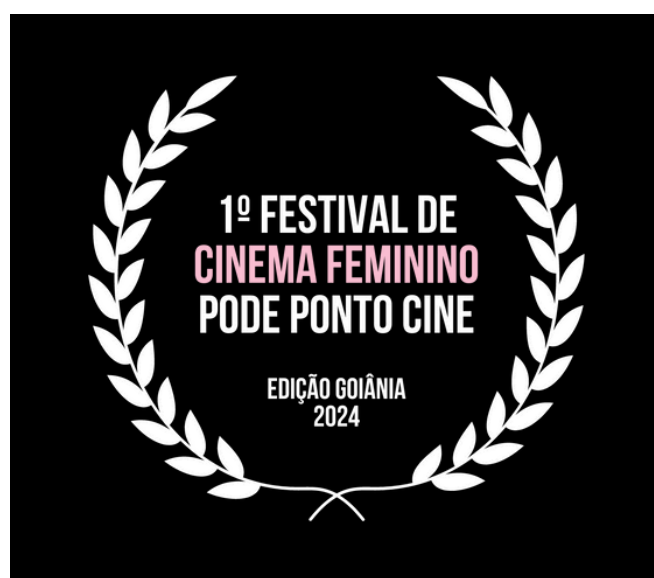 1º FESTIVAL DE
CINEMA FEMININO
PODE PONTO CINE
EDIÇÃO GOIÂNIA
2024